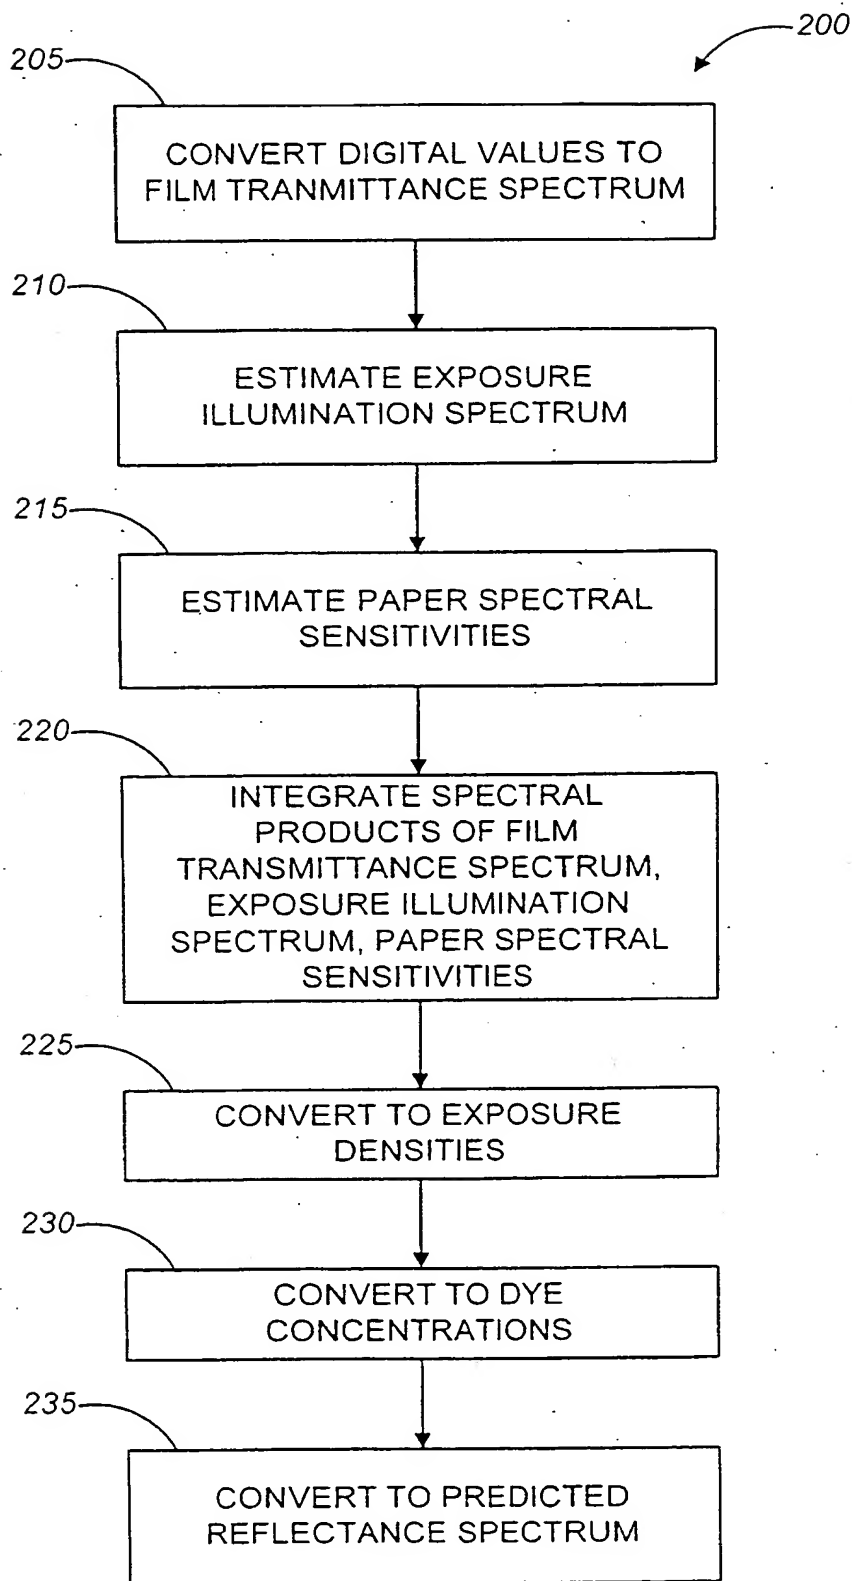 200
205
CONVERT DIGITAL VALUES TO
FILM TRANMITTANCE SPECTRUM
210
ESTIMATE EXPOSURE
ILLUMINATION SPECTRUM
215
ESTIMATE PAPER SPECTRAL
SENSITIVITIES
220
INTEGRATE SPECTRAL
PRODUCTS OF FILM
TRANSMITTANCE SPECTRUM,
EXPOSURE ILLUMINATION
SPECTRUM, PAPER SPECTRAL
SENSITIVITIES
225
CONVERT TO EXPOSURE
DENSITIES
230
CONVERT TO DYE
CONCENTRATIONS
235
CONVERT TO PREDICTED
REFLECTANCE SPECTRUM